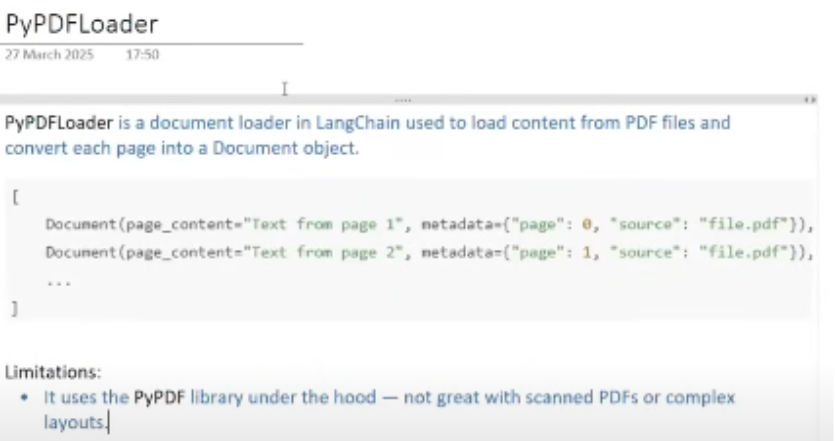 PyPDFLoader
27 March 2025 17:50
PyPDFLoader is a document loader in LangChain used to load content from PDF files and
convert each page into a Document object.
[
Document(page_content="Text from page 1", metadata={"page": 0, "source": "file.pdf"}),
Document(page_content="Text from page 2", metadata={"page": 1, "source": "file.pdf"}),
...
]
Limitations:
• It uses the PyPDF library under the hood — not great with scanned PDFs or complex
layouts.